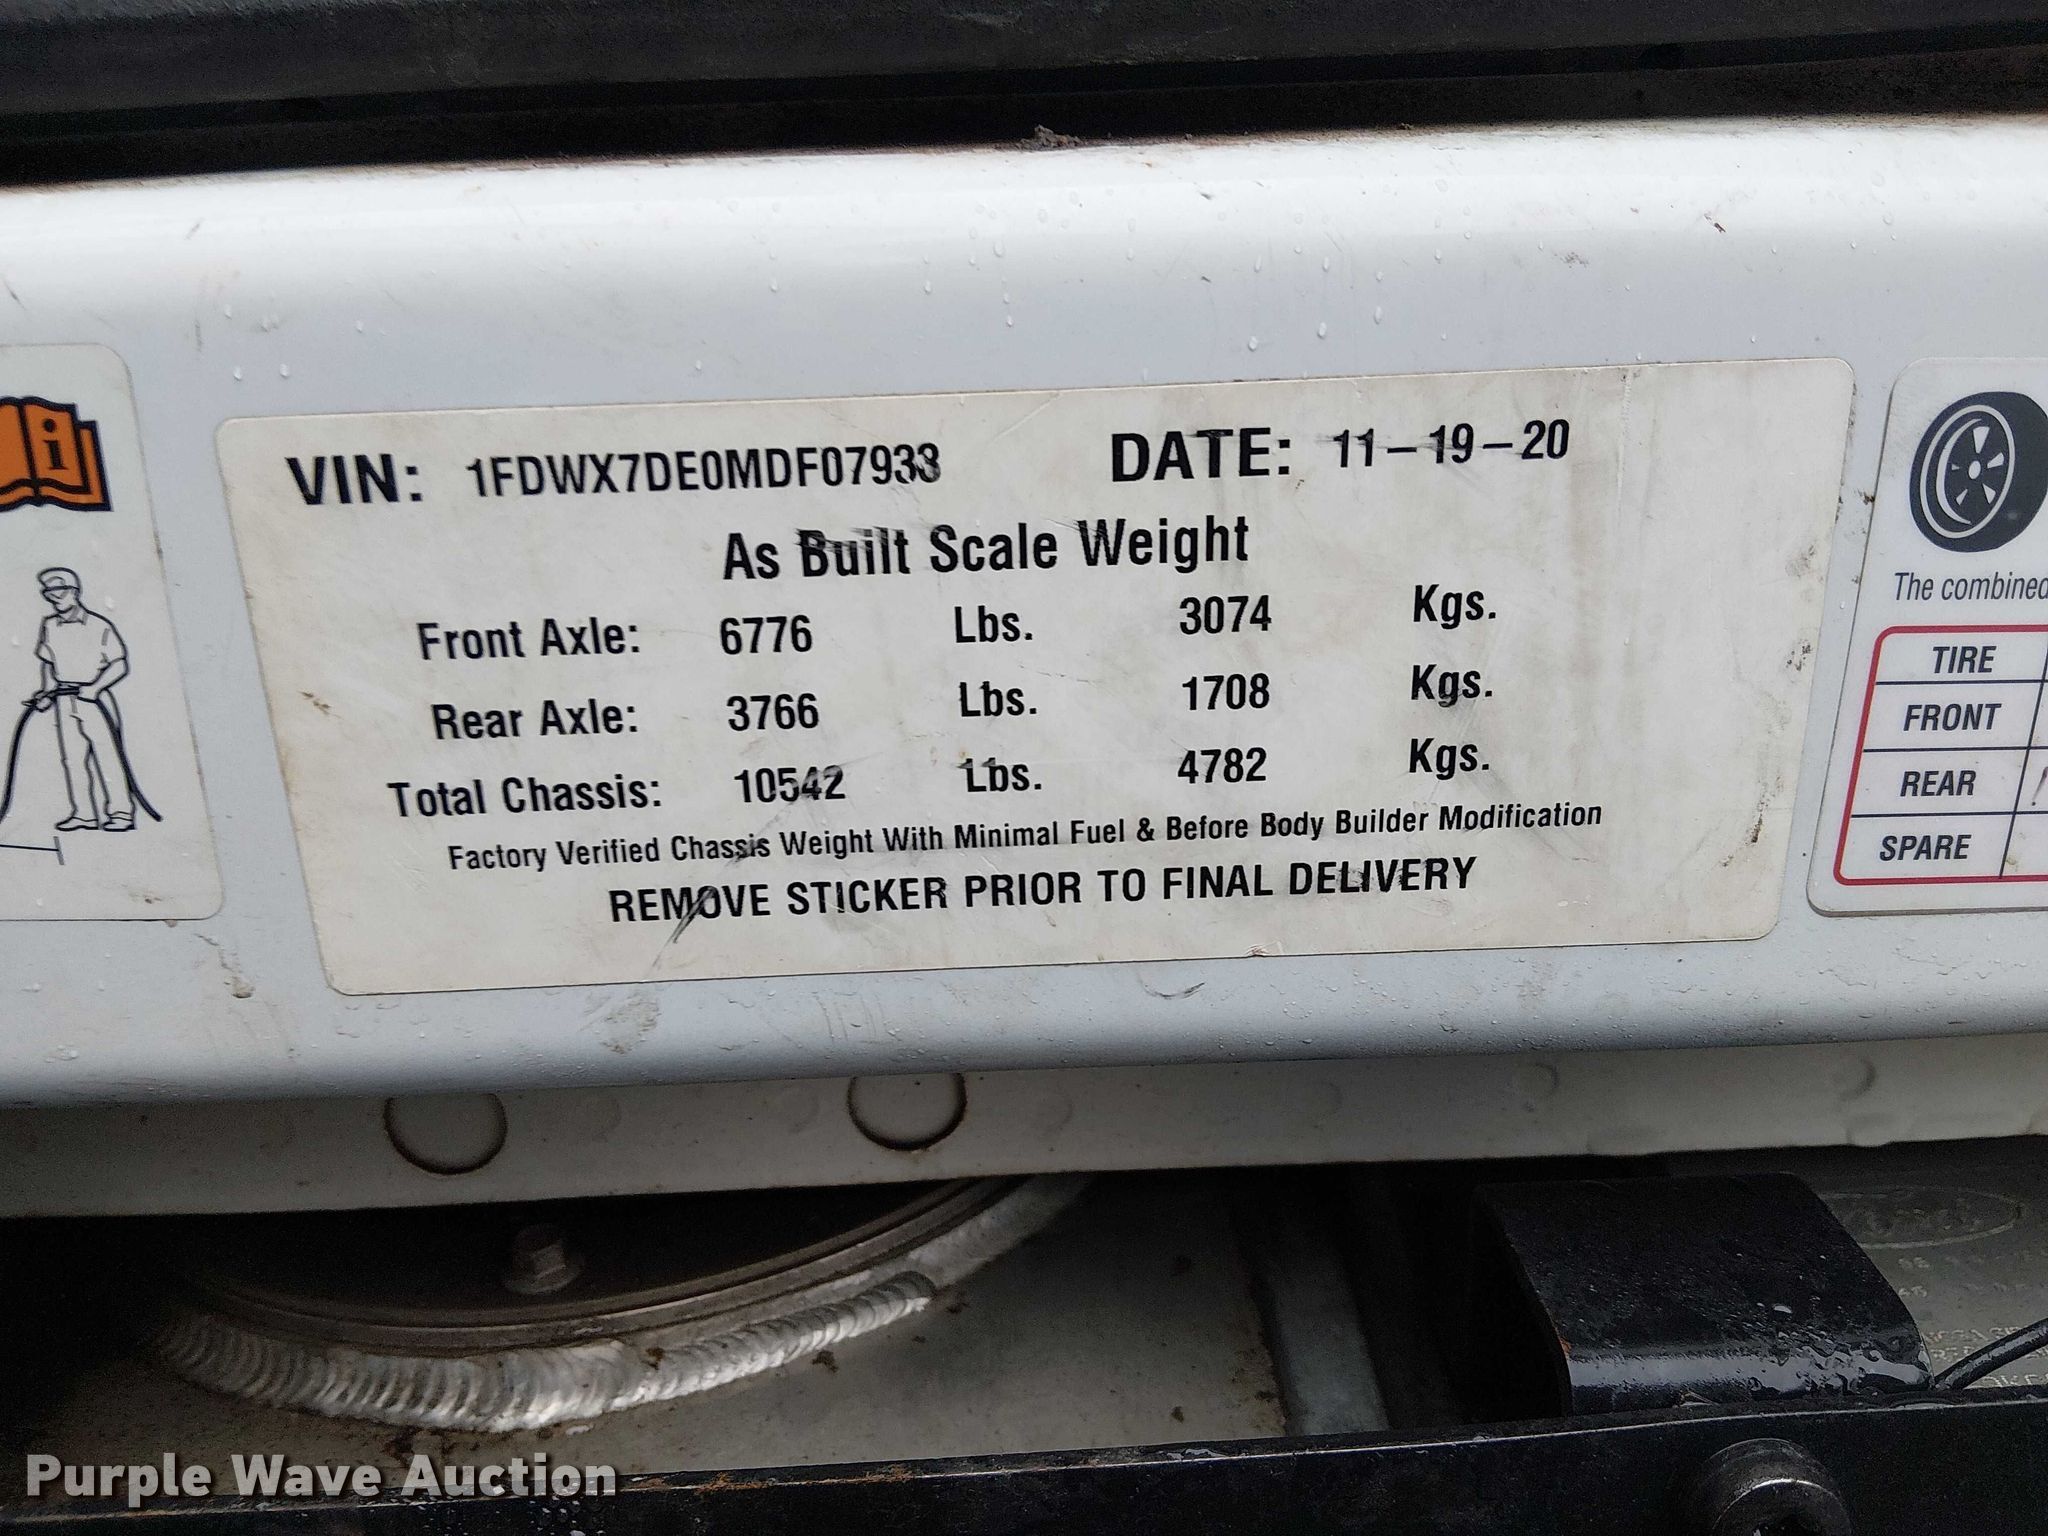 VIN: 1FDWX7DE0MDF07933 DATE: 11-19-20
As Built Scale Weight
Front Axle: 6776 Lbs. 3074 Kgs.
Rear Axle: 3766 Lbs. 1708 Kgs.
Total Chassis: 10542 Lbs. 4782 Kgs.
Factory Verified Chassis Weight With Minimal Fuel & Before Body Builder Modification
REMOVE STICKER PRIOR TO FINAL DELIVERY
i
The combined
TIRE
FRONT
REAR
SPARE
Purple Wave Auction